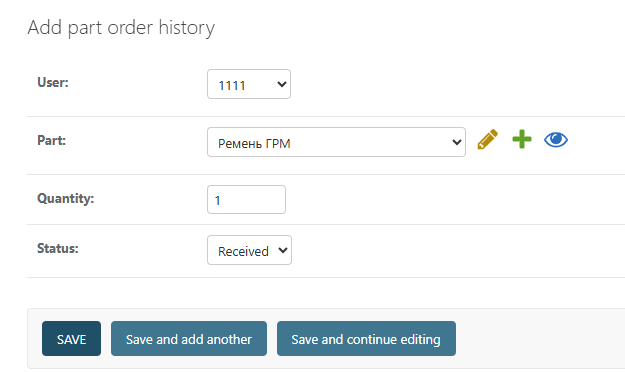 Add part order history
User:
1111
Part:
Ремень ГРМ
Quantity:
1
Status:
Received
SAVE
Save and add another
Save and continue editing